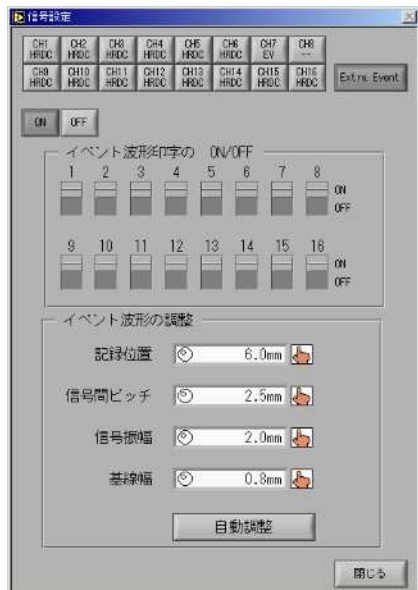 信号設定
CH1 CH2 CH3 CH4 CH5 CH6 CH7 CH8
HRDC HRDC HRDC HRDC HRDC HRDC EV --
CH9 CH10 CH11 CH12 CH13 CH14 CH15 CH16
HRDC HRDC HRDC HRDC HRDC HRDC HRDC HRDC
Extra Event
ON OFF
イベント波形印字の ON/OFF
1 2 3 4 5 6 7 8
ON
OFF
9 10 11 12 13 14 15 16
ON
OFF
イベント波形の調整
記録位置 6.0mm
信号間ピッチ 2.5mm
信号振幅 2.0mm
基線幅 0.8mm
自動調整
閉じる